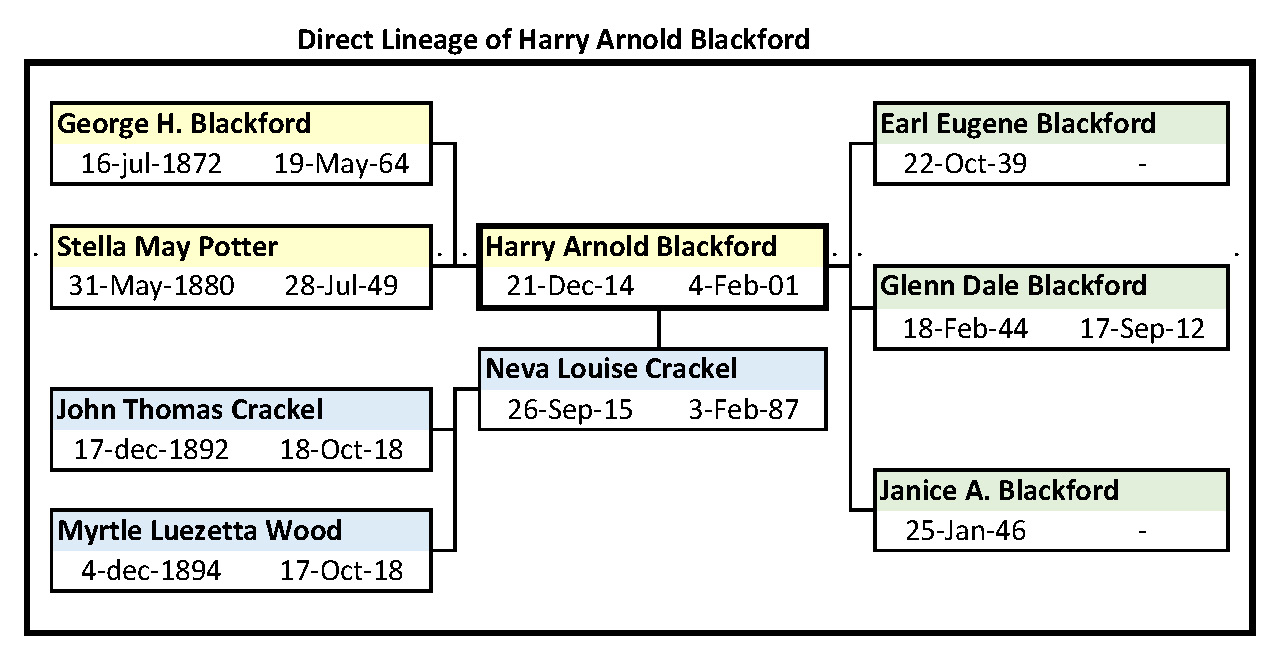 Direct Lineage of Harry Arnold Blackford
George H. Blackford
16-jul-1872 19-May-64
Stella May Potter
31-May-1880 28-Jul-49
John Thomas Crackel
17-dec-1892 18-Oct-18
Myrtle Luezetta Wood
4-dec-1894 17-Oct-18
Harry Arnold Blackford
21-Dec-14 4-Feb-01
Neva Louise Crackel
26-Sep-15 3-Feb-87
Earl Eugene Blackford
22-Oct-39 -
Glenn Dale Blackford
18-Feb-44 17-Sep-12
Janice A. Blackford
25-Jan-46 -